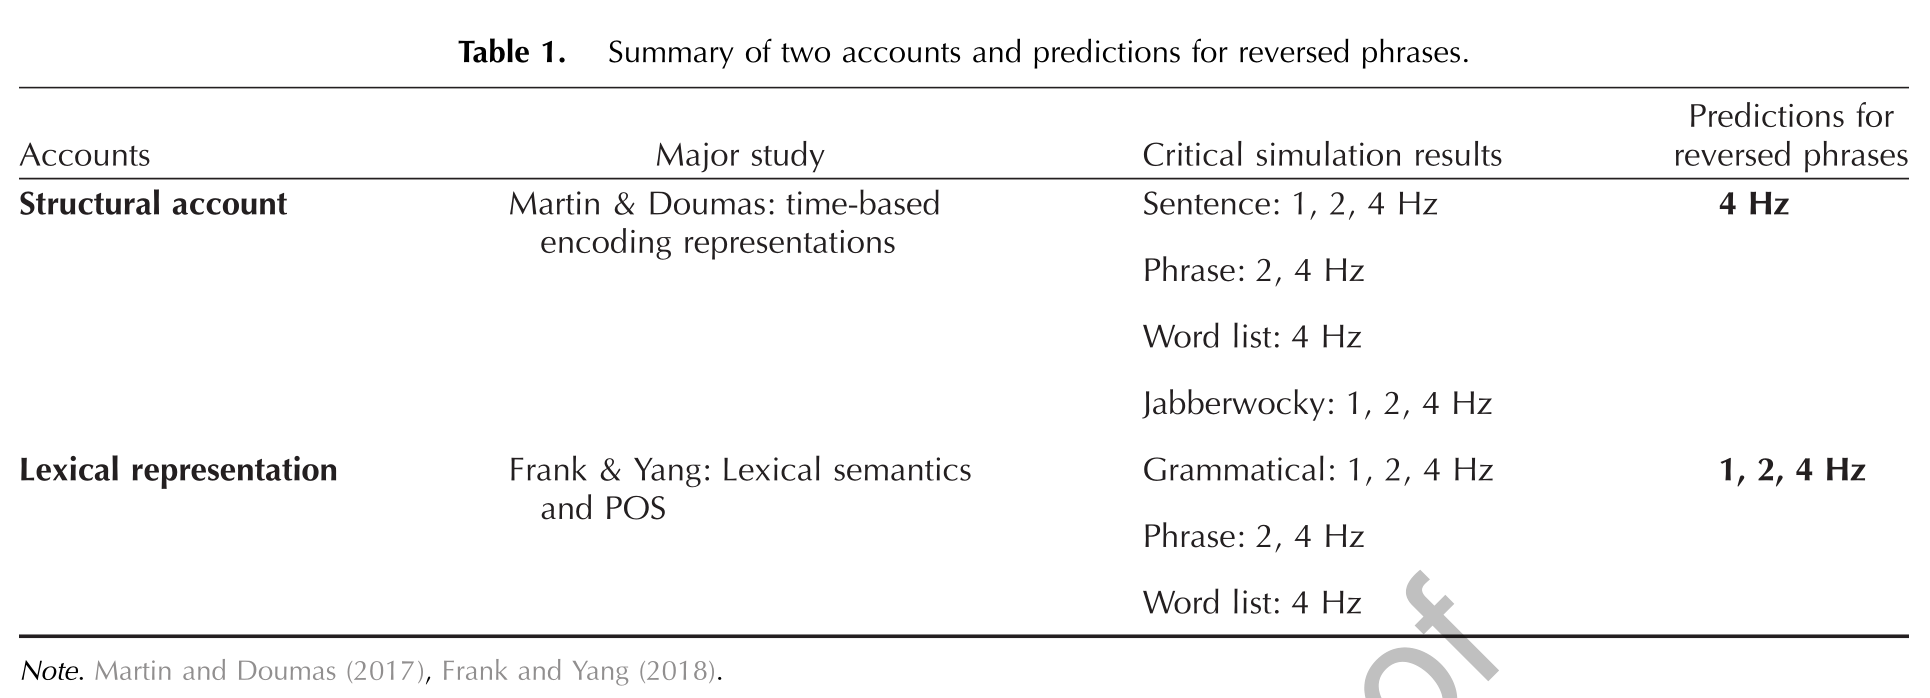 Table 1. Summary of two accounts and predictions for reversed phrases.
Accounts Major study Critical simulation results Predictions for reversed phrases
Structural account Martin & Doumas: time-based Sentence: 1, 2, 4 Hz 4 Hz
encoding representations
Phrase: 2, 4 Hz
Word list: 4 Hz
Jabberwocky: 1, 2, 4 Hz
Lexical representation Frank & Yang: Lexical semantics Grammatical: 1, 2, 4 Hz 1, 2, 4 Hz
and POS
Phrase: 2, 4 Hz
Word list: 4 Hz
Note. Martin and Doumas (2017), Frank and Yang (2018).
of